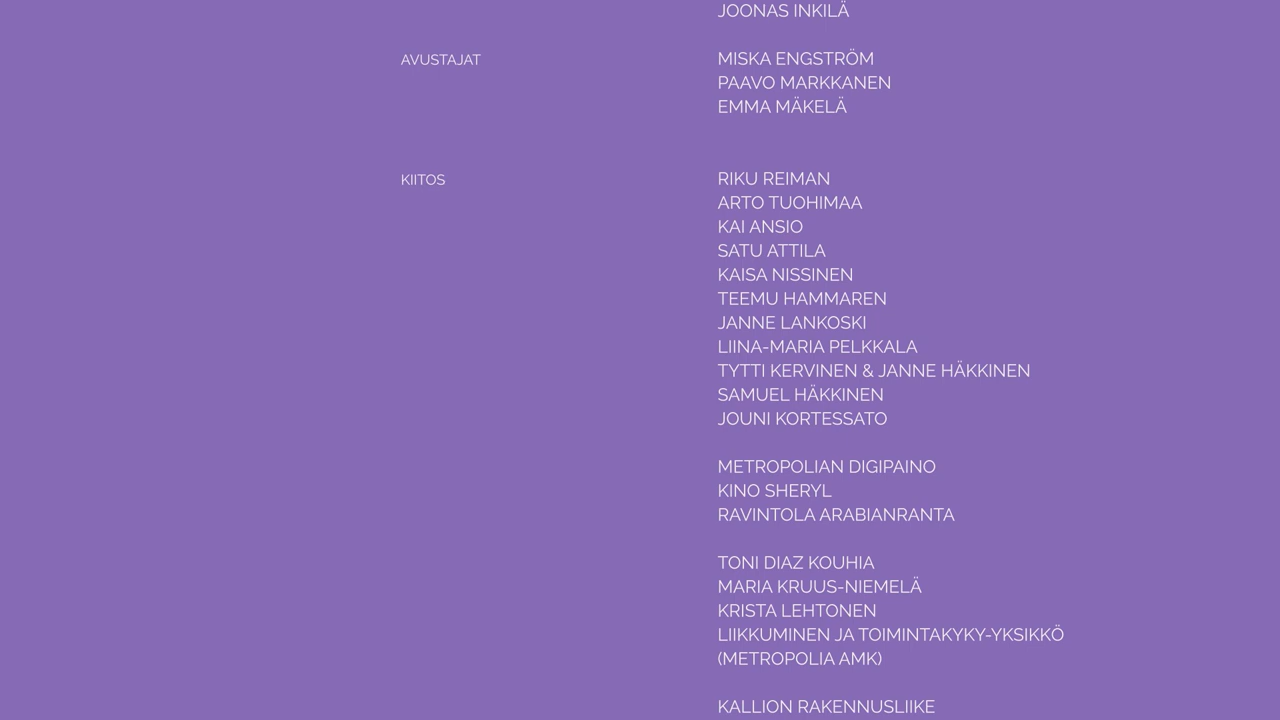 JOONAS INKILÄ
AVUSTAJAT MISKA ENGSTRÖM
PAAVO MARKKANEN
EMMA MÄKELÄ
KIITOS RIKU REIMAN
ARTO TUOHIMAA
KAI ANSIO
SATU ATTILA
KAISA NISSINEN
TEEMU HAMMAREN
JANNE LANKOSKI
LIINA-MARIA PELKKALA
TYTTI KERVINEN & JANNE HÄKKINEN
SAMUEL HÄKKINEN
JOUNI KORTESSATO
METROPOLIAN DIGIPAINO
KINO SHERYL
RAVINTOLA ARABIANRANTA
TONI DIAZ KOUHIA
MARIA KRUUS-NIEMELÄ
KRISTA LEHTONEN
LIIKKUMINEN JA TOIMINTAKYKY-YKSIKKÖ
(METROPOLIA AMK)
KALLION RAKENNUSLIIKE